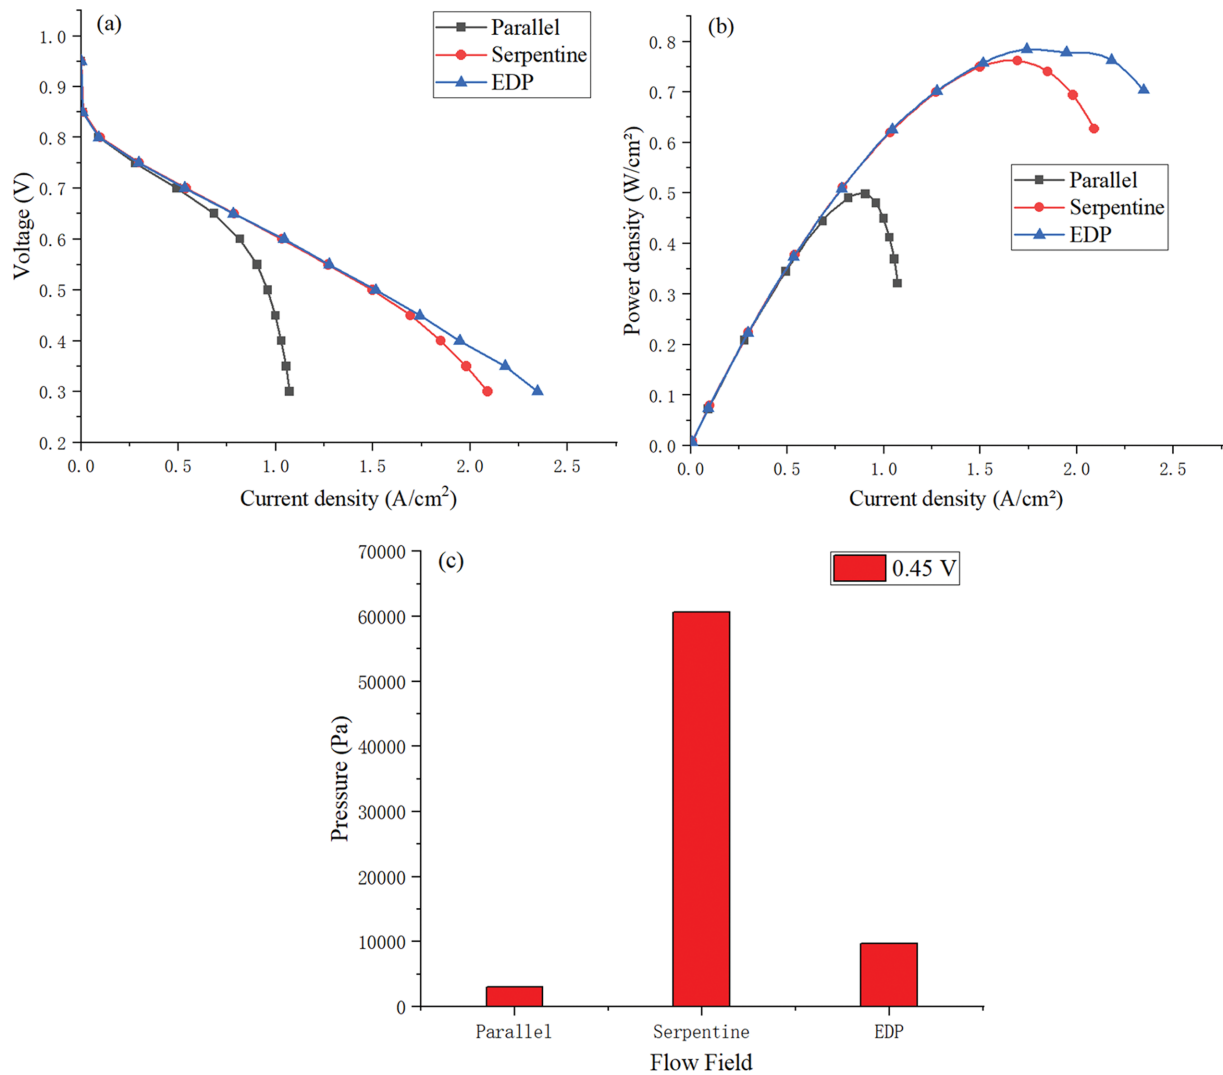 (a)
Parallel
Serpentine
EDP
1.0
0.9
0.8
0.7
0.6
0.5
0.4
0.3
0.2
Voltage (V)
0.0 0.5 1.0 1.5 2.0 2.5
Current density (A/cm²)
(b)
Parallel
Serpentine
EDP
0.8
0.7
0.6
0.5
0.4
0.3
0.2
0.1
0.0
Power density (W/cm²)
0.0 0.5 1.0 1.5 2.0 2.5
Current density (A/cm²)
(c)
0.45 V
70000
60000
50000
40000
30000
20000
10000
0
Pressure (Pa)
Parallel Serpentine EDP
Flow Field